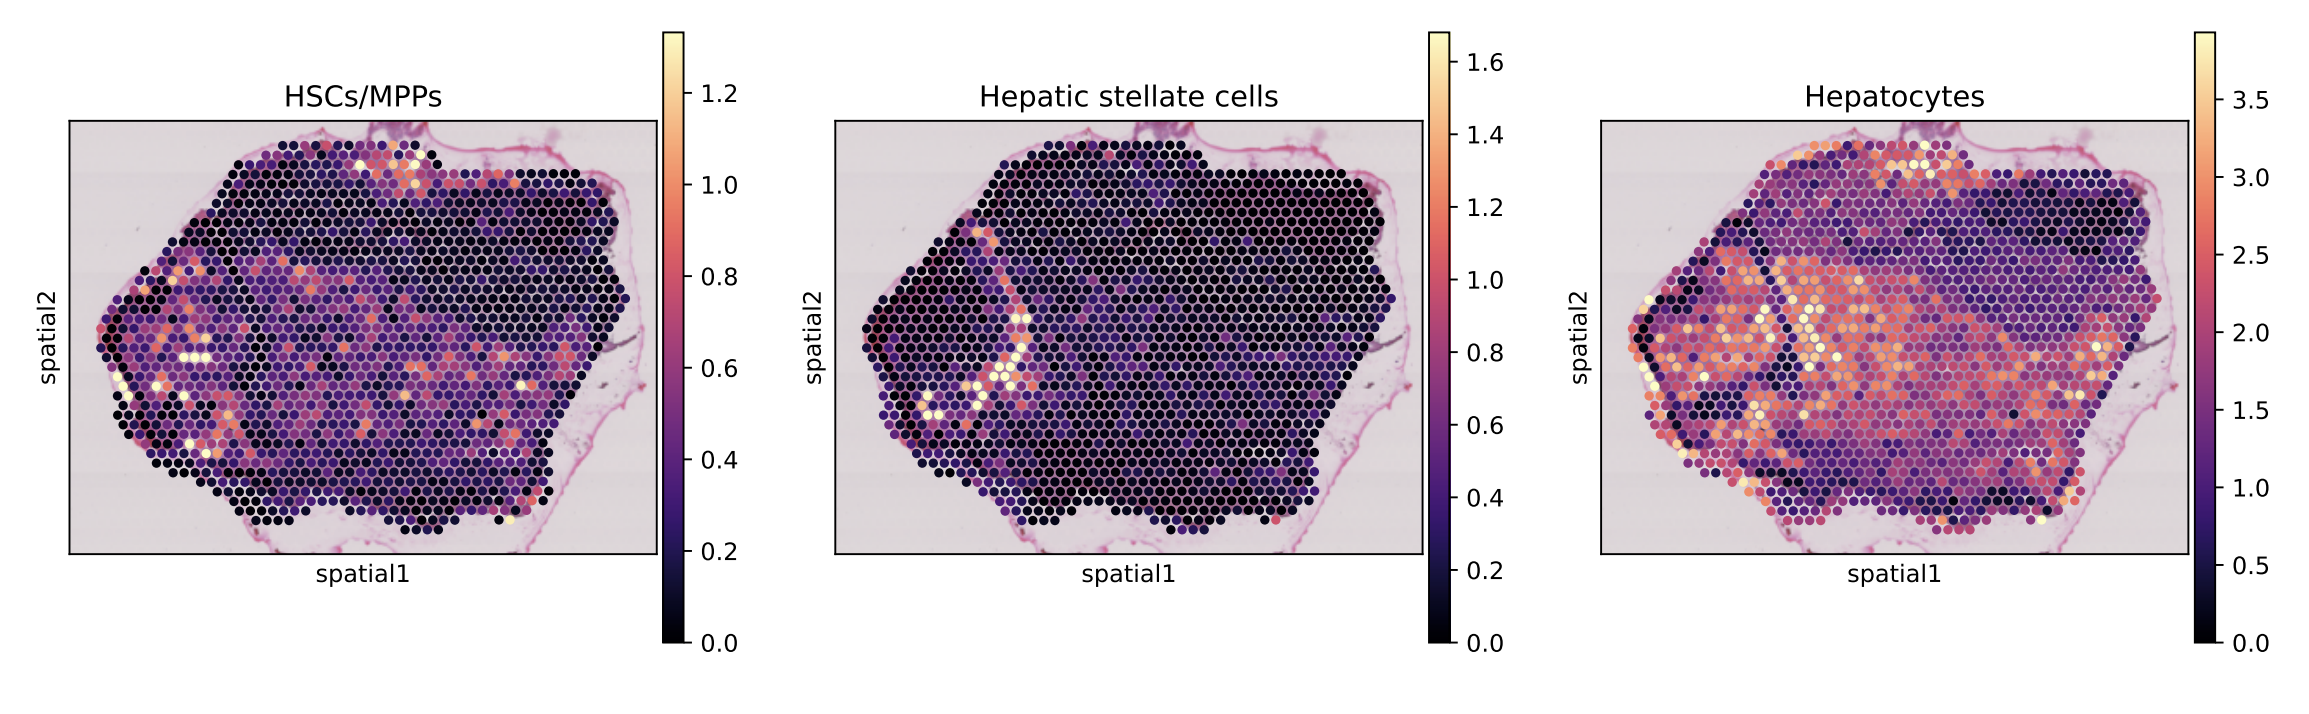 HSCs/MPPs
spatial2
spatial1
1.2
1.0
0.8
0.6
0.4
0.2
0.0
Hepatic stellate cells
spatial2
spatial1
1.6
1.4
1.2
1.0
0.8
0.6
0.4
0.2
0.0
Hepatocytes
spatial2
spatial1
3.5
3.0
2.5
2.0
1.5
1.0
0.5
0.0